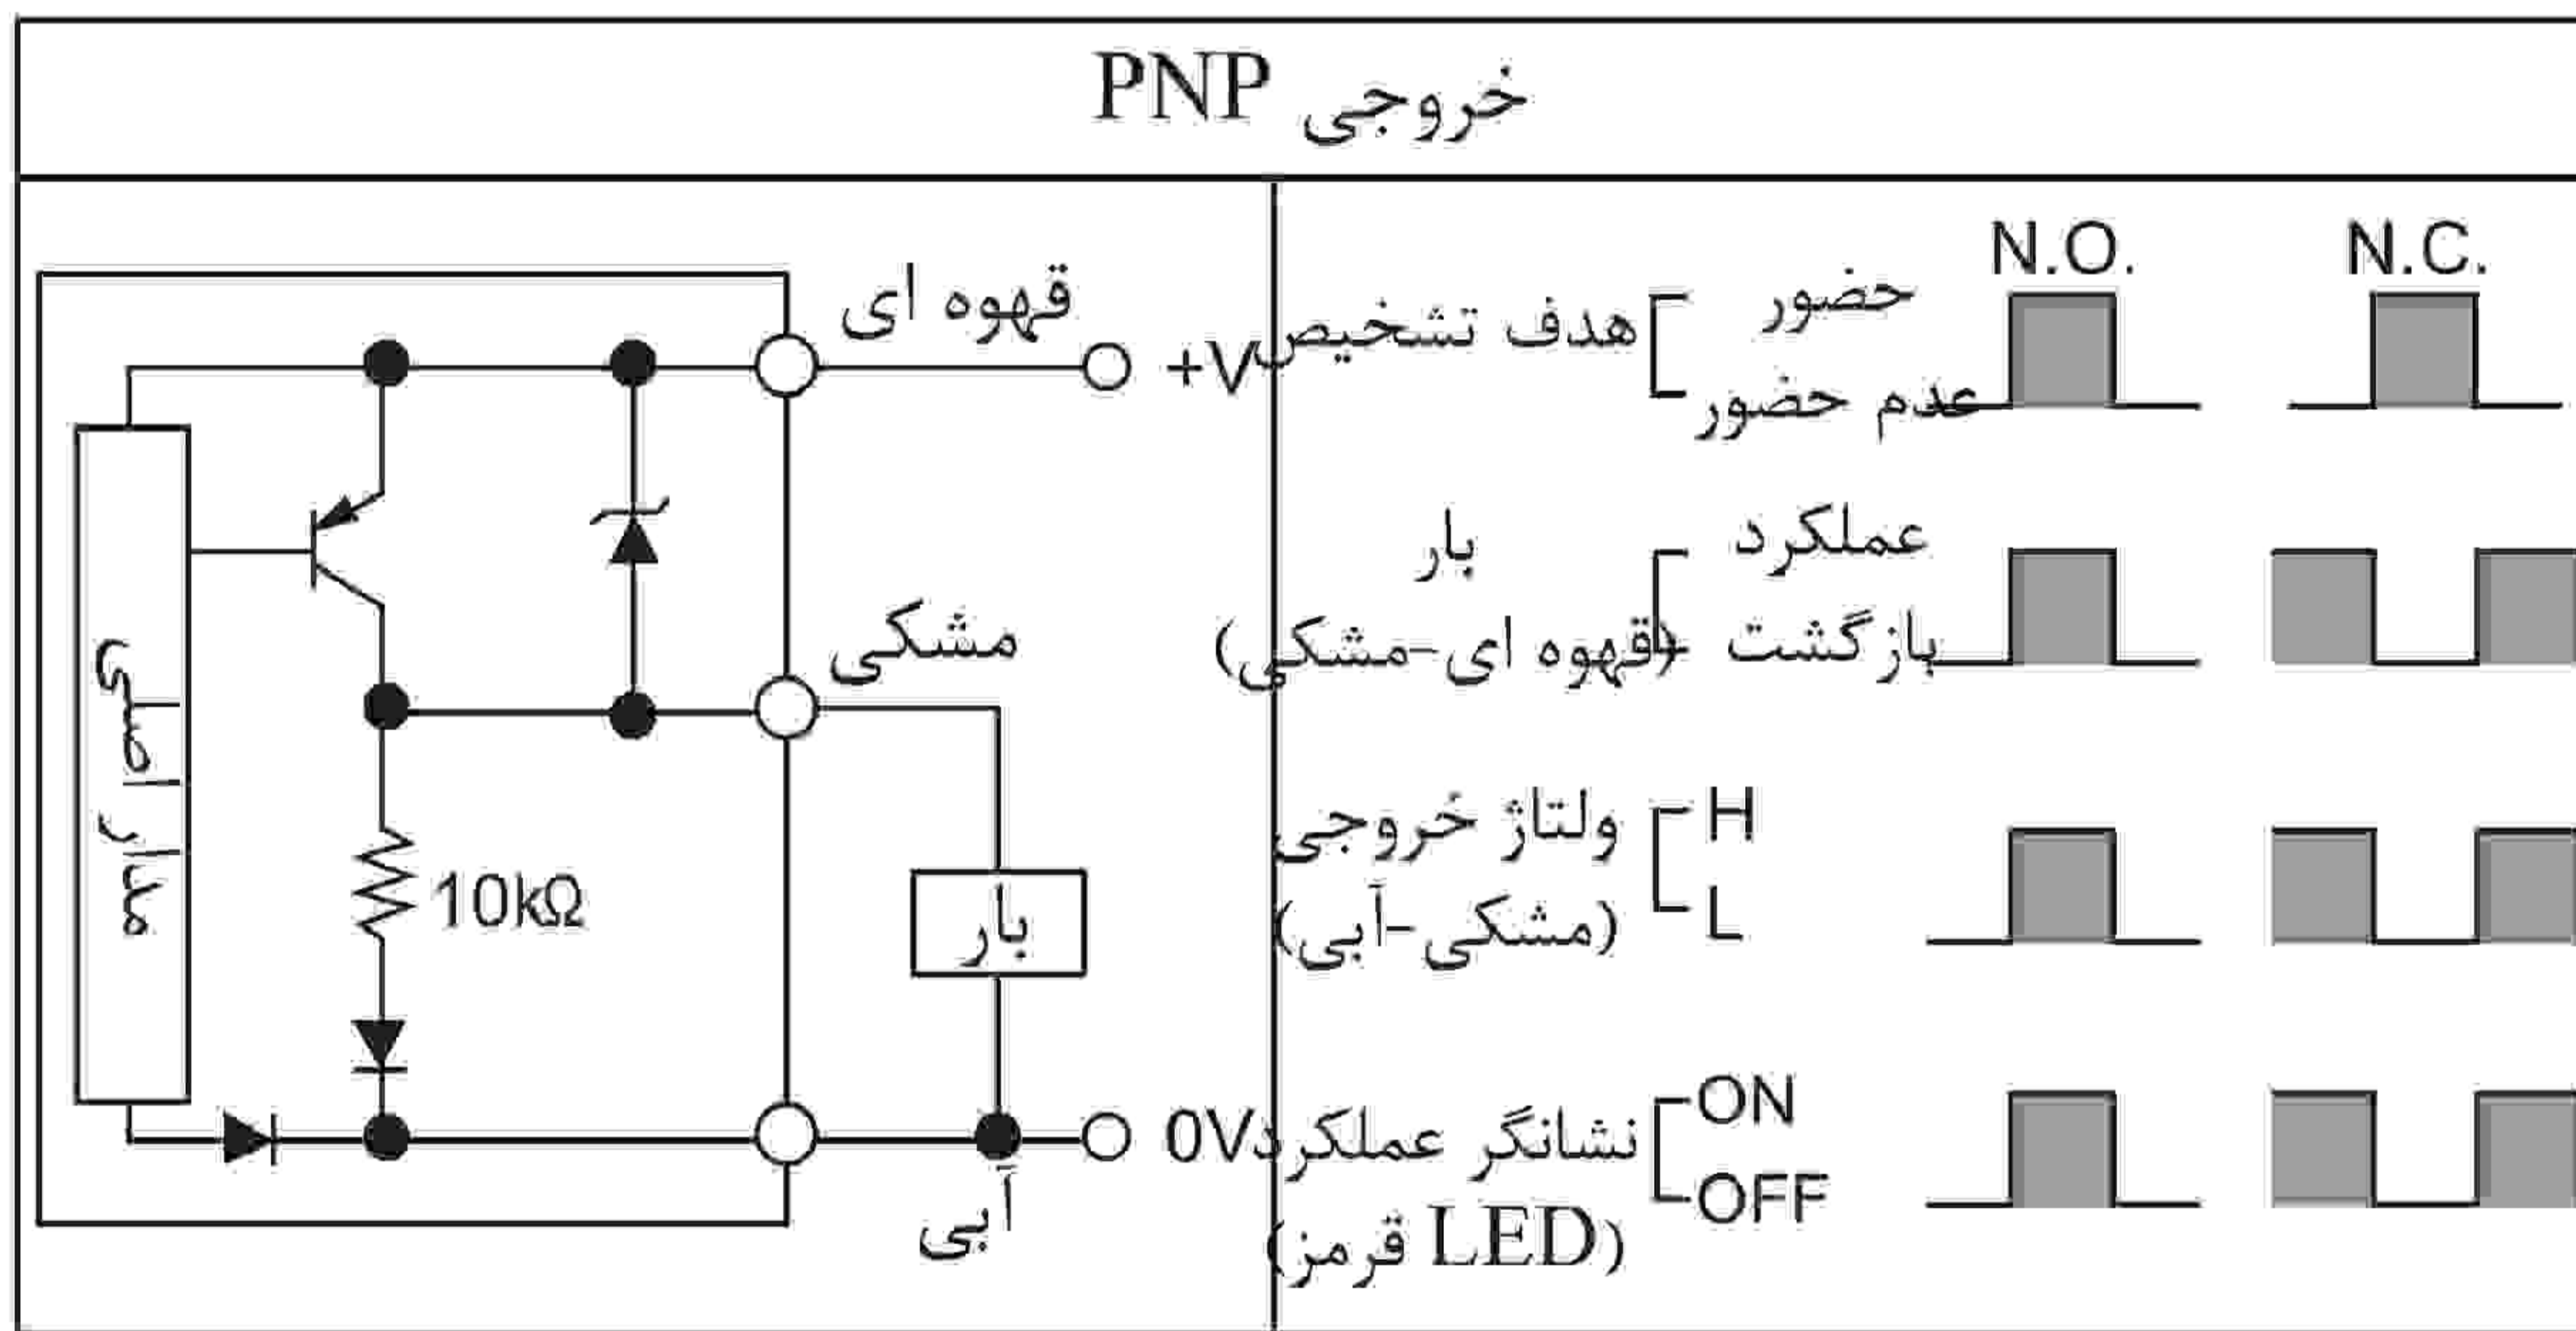 خروجی PNP
قهوه ای
+V
مشکی
مدار اصلی
10kΩ
بار
0V
آبی
N.O.
N.C.
هدف تشخیص
حضور
عدم حضور
بار
(قهوه ای-مشکی)
عملکرد
بازگشت
ولتاژ خروجی
(مشکی-آبی)
H
L
نشانگر عملکرد
(LED قرمز)
ON
OFF